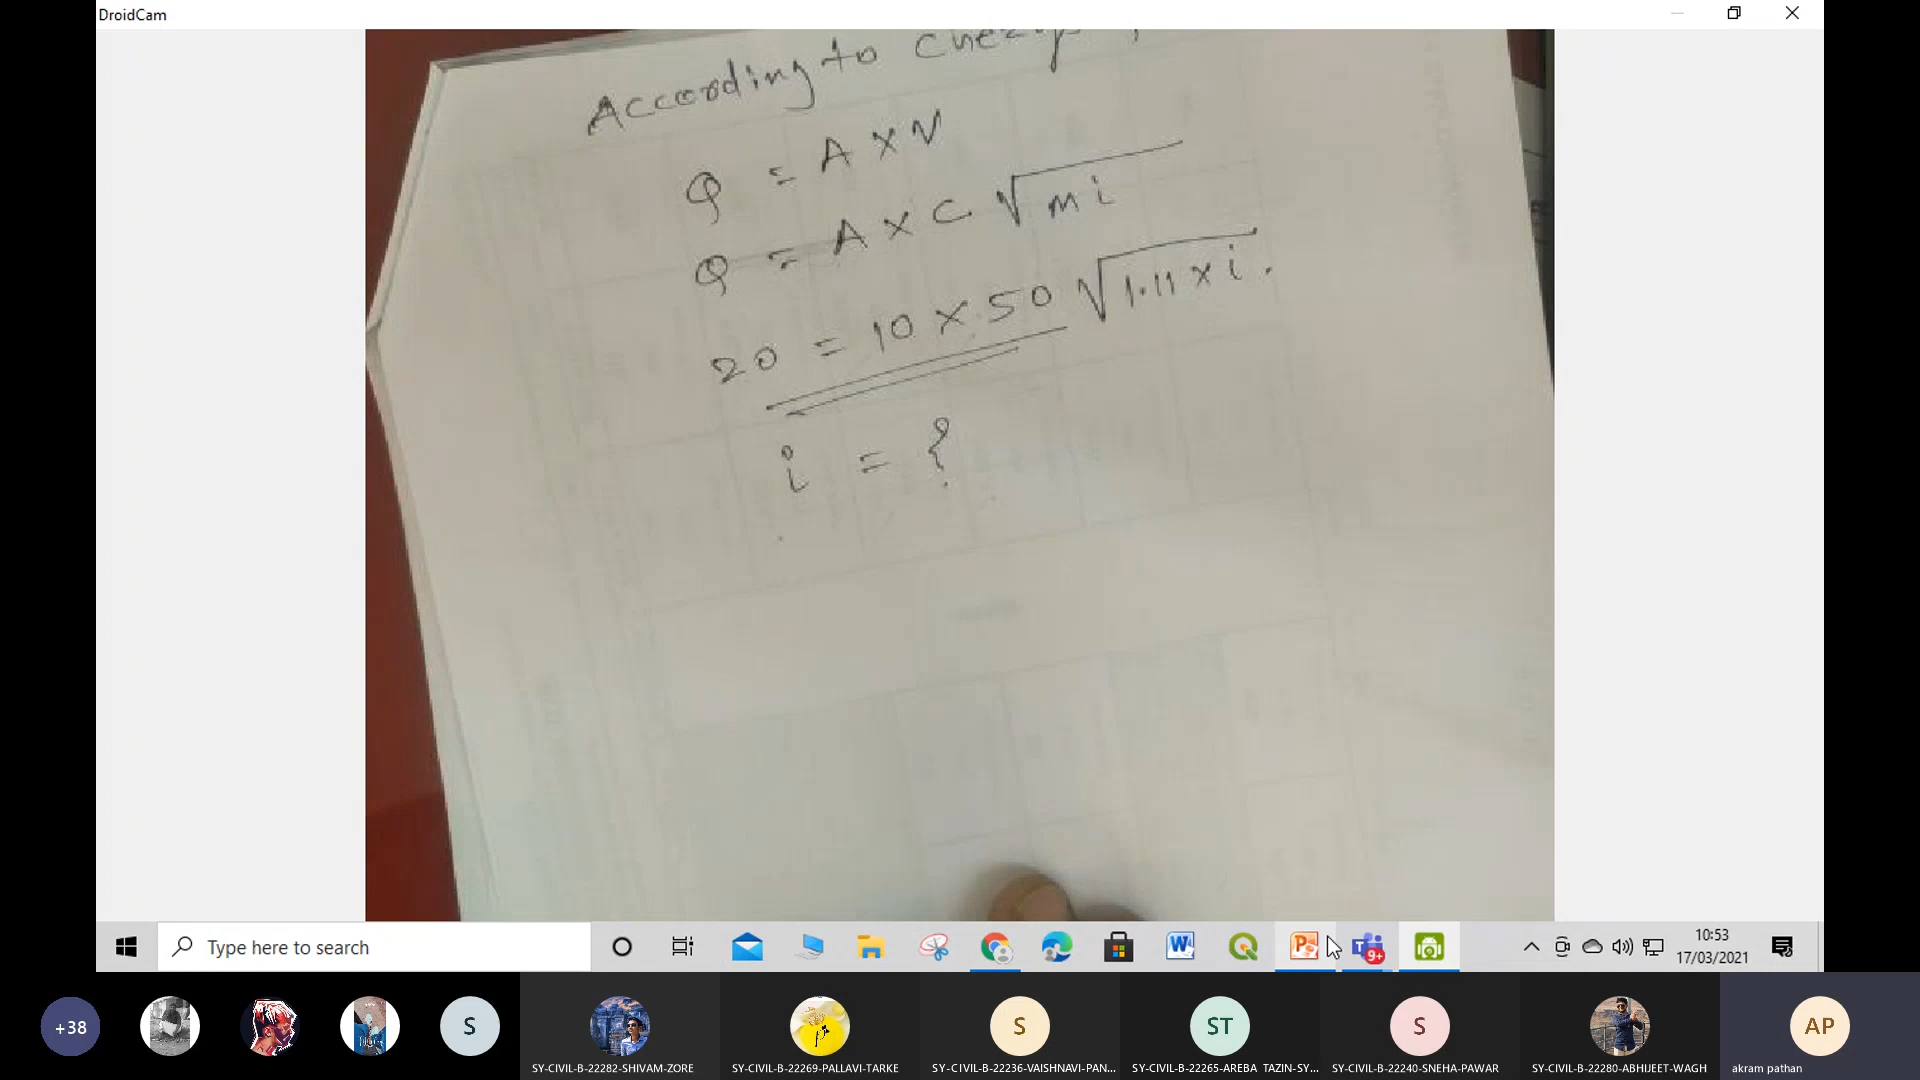 DroidCam
According to Chezy
Q = A × V
Q = A × C √mi
20 = 10 × 50 √1.11 × i .
i = ?
Type here to search
9+
10:53
17/03/2021
+38
S
S
ST
S
AP
SY-CIVIL-B-22282-SHIVAM-ZORE
SY-CIVIL-B-22269-PALLAVI-TARKE
SY-CIVIL-B-22236-VAISHNAVI-PAN...
SY-CIVIL-B-22265-AREBA TAZIN-SY...
SY-CIVIL-B-22240-SNEHA-PAWAR
SY-CIVIL-B-22280-ABHIJEET-WAGH
akram pathan